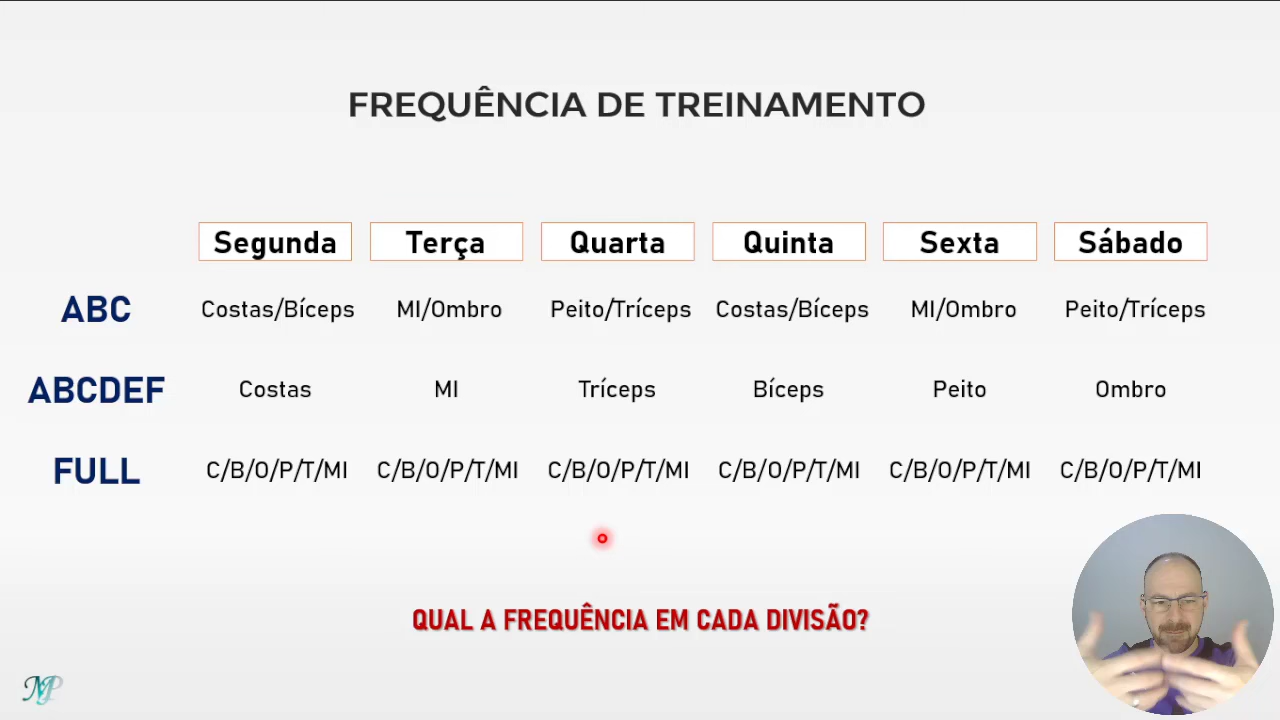 FREQUÊNCIA DE TREINAMENTO
Segunda Terça Quarta Quinta Sexta Sábado
ABC Costas/Bíceps MI/Ombro Peito/Tríceps Costas/Bíceps MI/Ombro Peito/Tríceps
ABCDEF Costas MI Tríceps Bíceps Peito Ombro
FULL C/B/O/P/T/MI C/B/O/P/T/MI C/B/O/P/T/MI C/B/O/P/T/MI C/B/O/P/T/MI C/B/O/P/T/MI
QUAL A FREQUÊNCIA EM CADA DIVISÃO?
MP